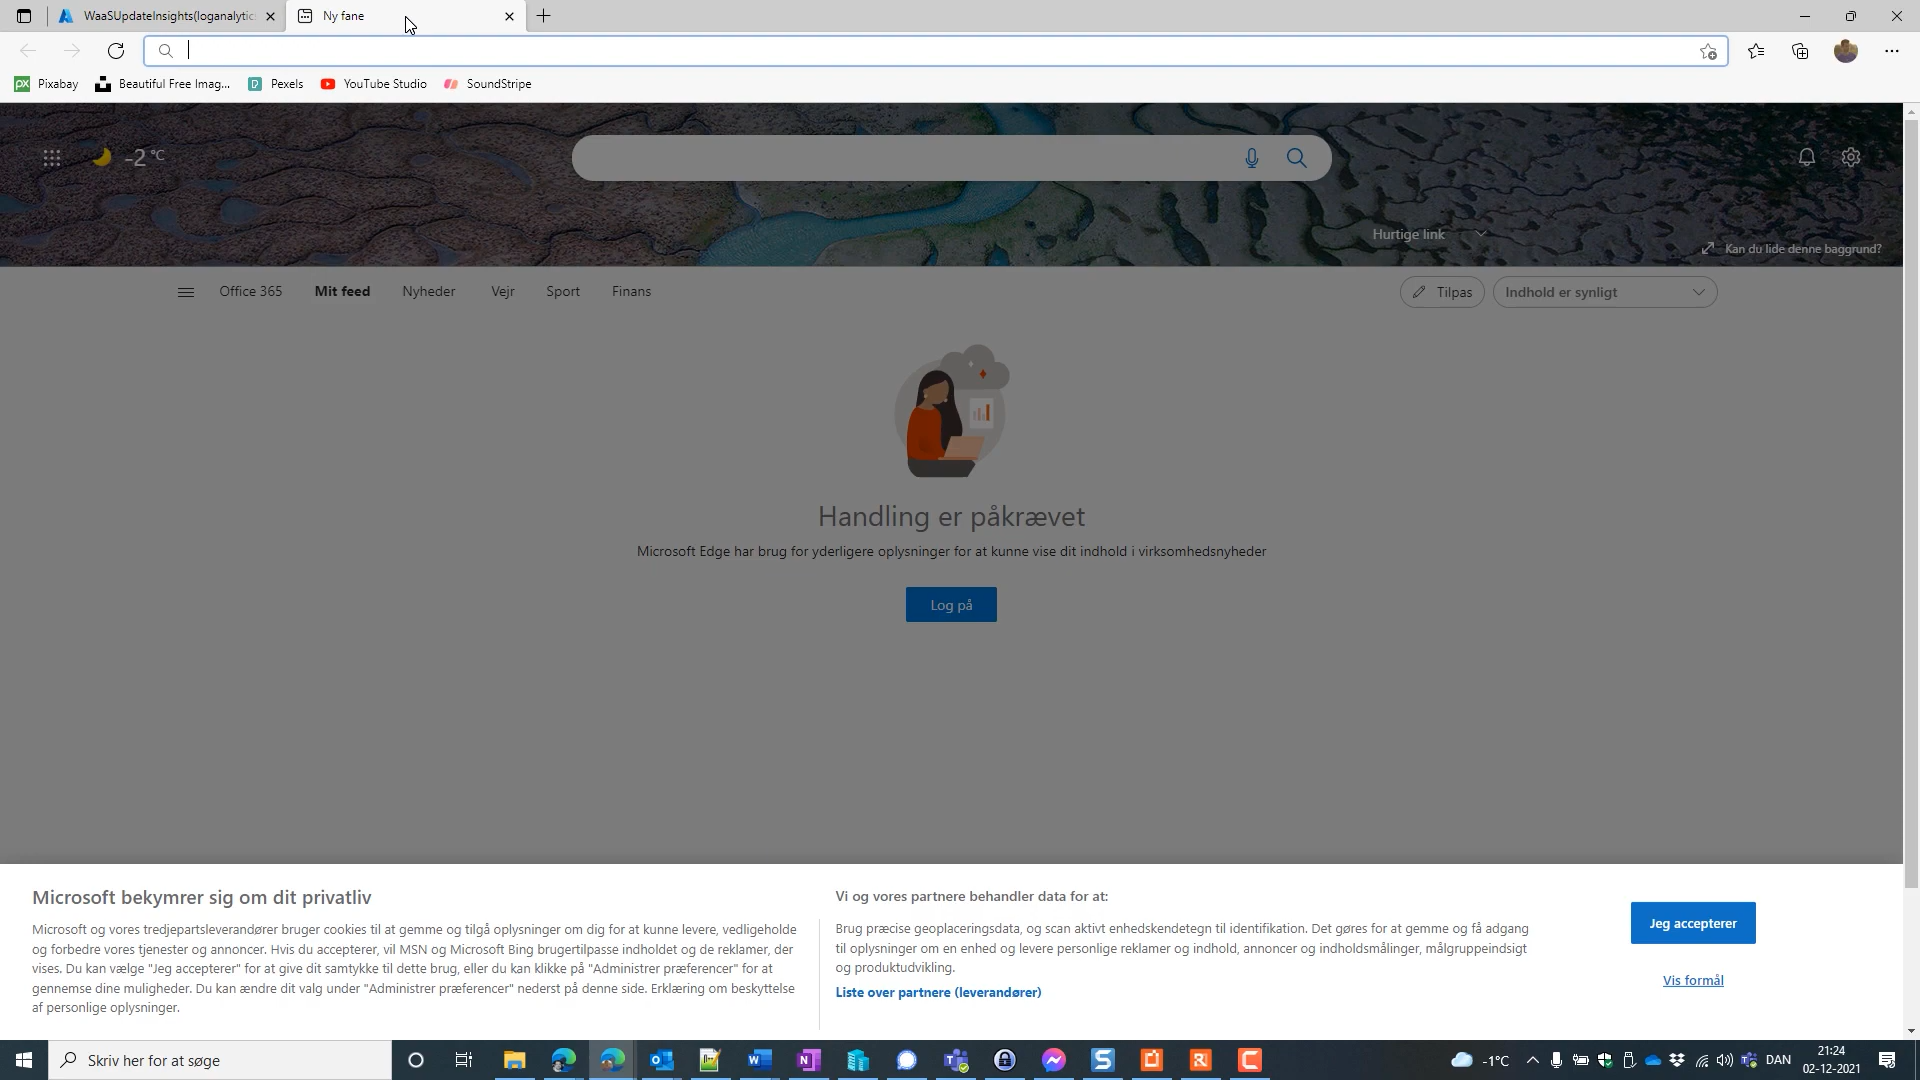 WaaSUpdateInsights(loganalytic
Ny fane
Pixabay
Beautiful Free Imag...
Pexels
YouTube Studio
SoundStripe
-2 °C
Hurtige link
Kan du lide denne baggrund?
Office 365
Mit feed
Nyheder
Vejr
Sport
Finans
Tilpas
Indhold er synligt
Handling er påkrævet
Microsoft Edge har brug for yderligere oplysninger for at kunne vise dit indhold i virksomhedsnyheder
Log på
Microsoft bekymrer sig om dit privatliv
Microsoft og vores tredjepartsleverandører bruger cookies til at gemme og tilgå oplysninger om dig for at kunne levere, vedligeholde
og forbedre vores tjenester og annoncer. Hvis du accepterer, vil MSN og Microsoft Bing brugertilpasse indholdet og de reklamer, der
vises. Du kan vælge "Jeg accepterer" for at give dit samtykke til dette brug, eller du kan klikke på "Administrer præferencer" for at
gennemse dine muligheder. Du kan ændre dit valg under "Administrer præferencer" nederst på denne side. Erklæring om beskyttelse
af personlige oplysninger.
Vi og vores partnere behandler data for at:
Brug præcise geoplaceringsdata, og scan aktivt enhedskendetegn til identifikation. Det gøres for at gemme og få adgang
til oplysninger om en enhed og levere personlige reklamer og indhold, annoncer og indholdsmålinger, målgruppeindsigt
og produktudvikling.
Liste over partnere (leverandører)
Jeg accepterer
Vis formål
Skriv her for at søge
-1°C
DAN
21:24
02-12-2021